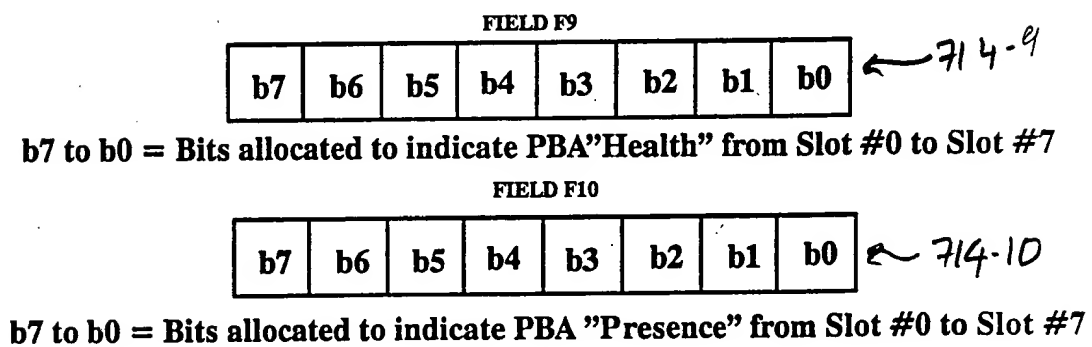 FIELD F9
b7 b6 b5 b4 b3 b2 b1 b0 714-9
b7 to b0 = Bits allocated to indicate PBA"Health" from Slot #0 to Slot #7
FIELD F10
b7 b6 b5 b4 b3 b2 b1 b0 714-10
b7 to b0 = Bits allocated to indicate PBA "Presence" from Slot #0 to Slot #7